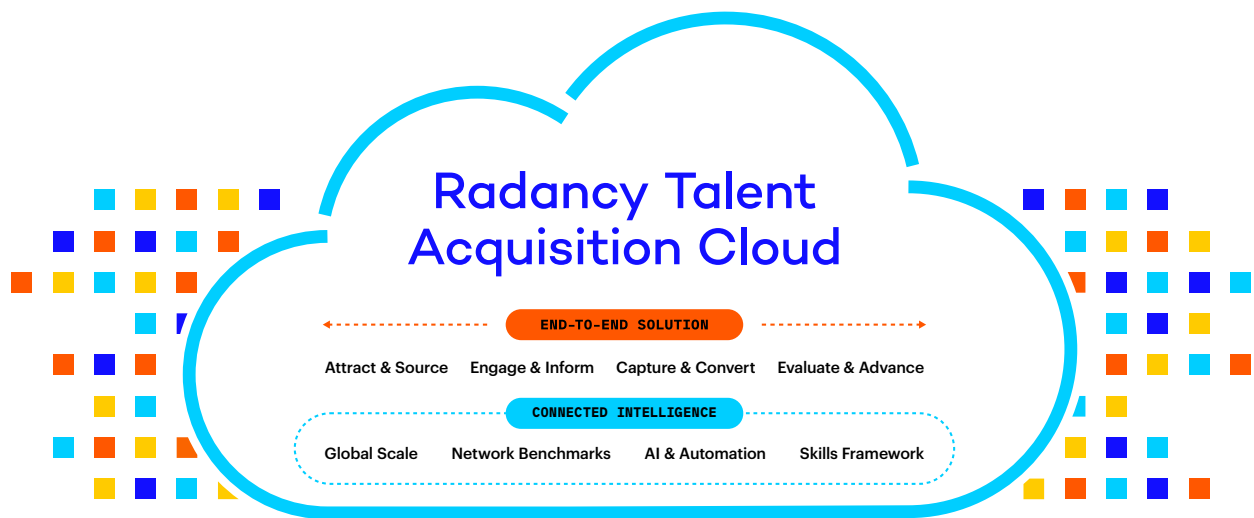 Radancy Talent
Acquisition Cloud
END-TO-END SOLUTION
Attract & Source Engage & Inform Capture & Convert Evaluate & Advance
CONNECTED INTELLIGENCE
Global Scale Network Benchmarks AI & Automation Skills Framework